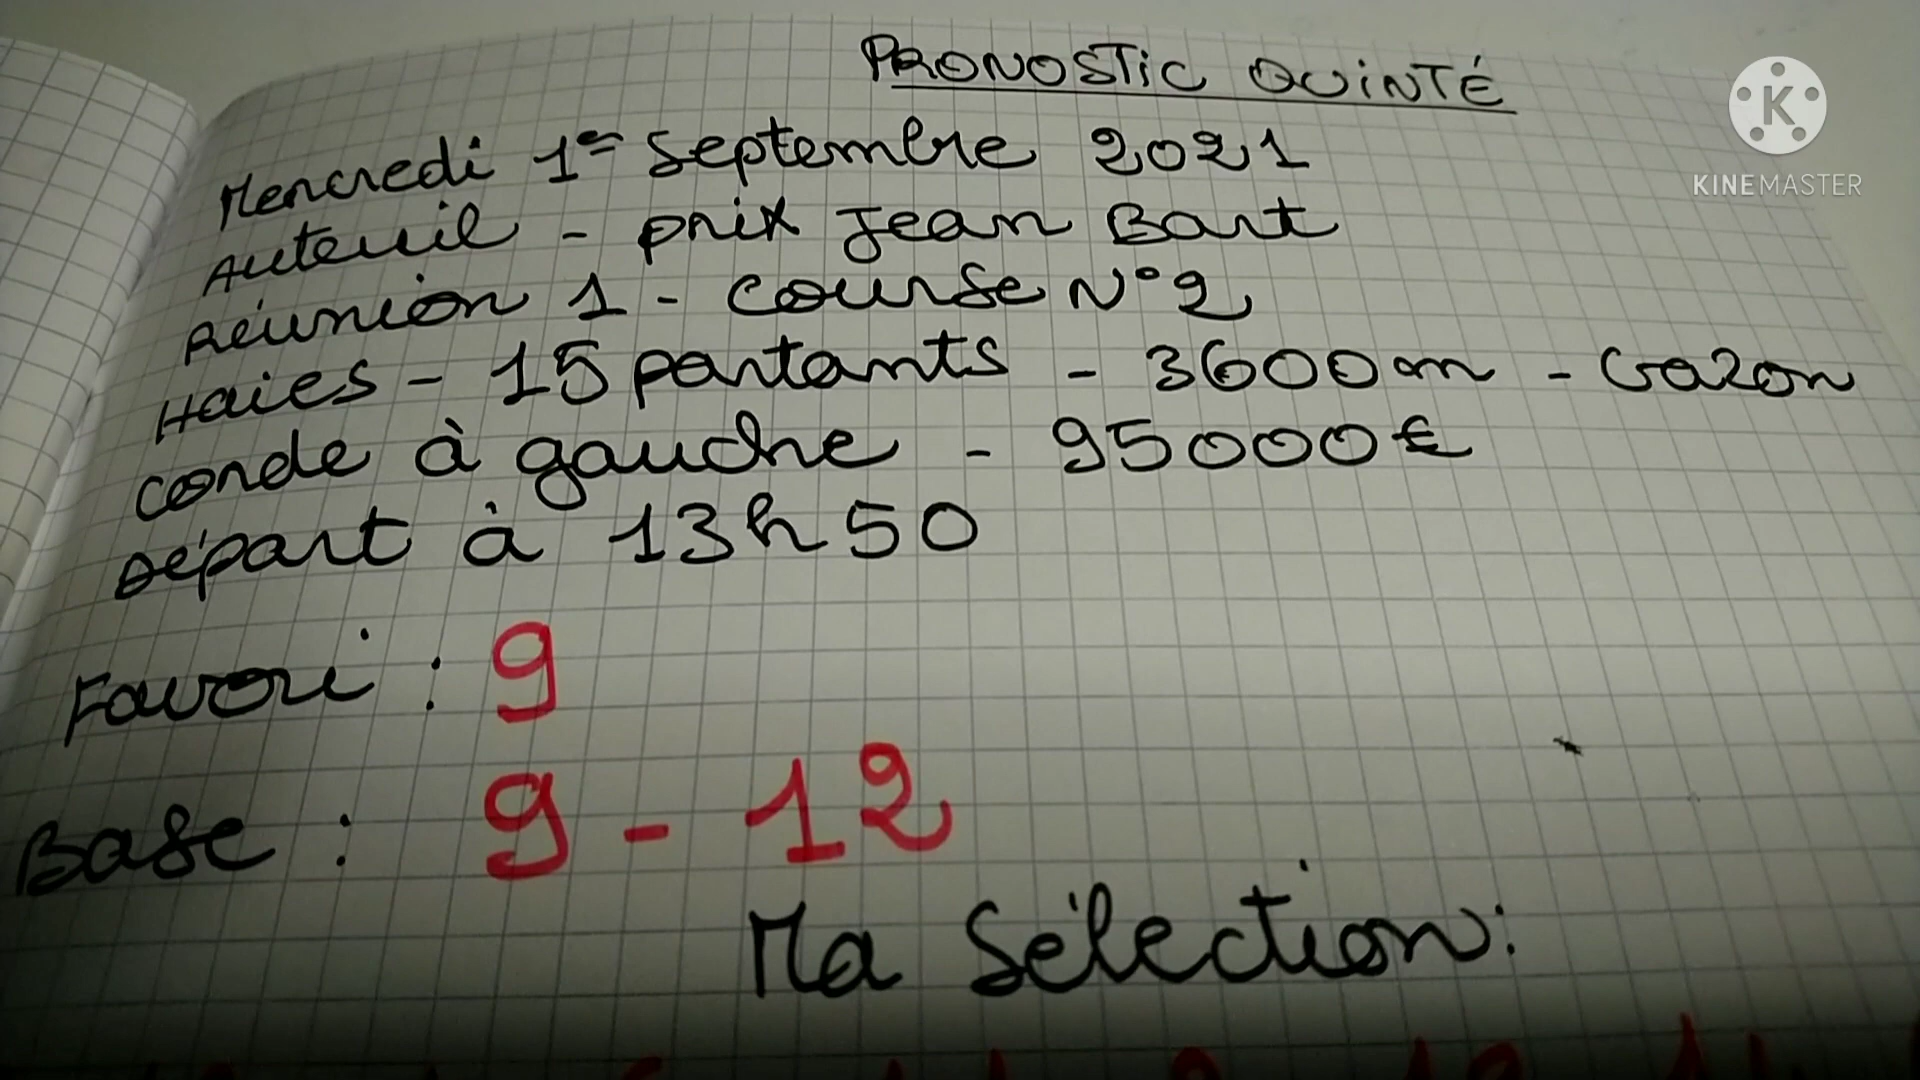 PRONOSTIC QUINTÉ
K
KINEMASTER
Mercredi 1er Septembre 2021
Auteuil - prix Jean Bart
Réunion 1 - Course N°2
Haies - 15 partants - 3600m - Gazon
Corde à gauche - 95000€
Départ à 13h50
Favori : 9
Base : 9 - 12
Ma Sélection: